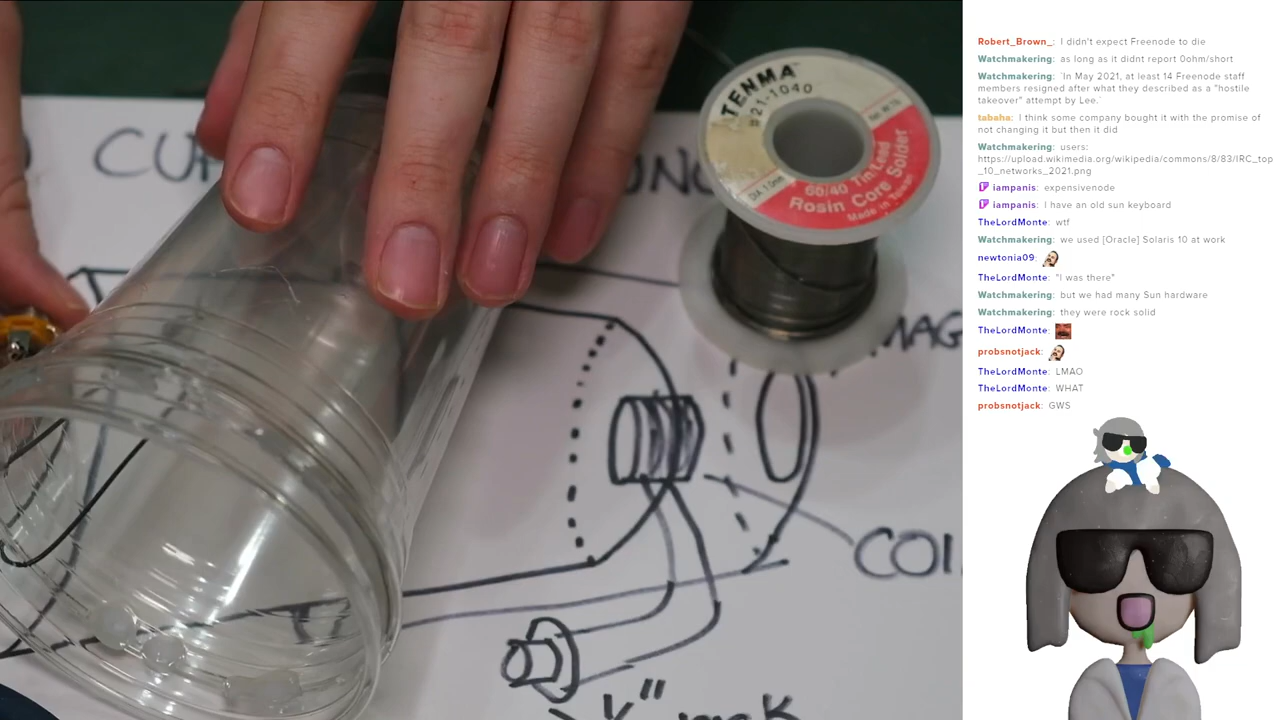 TENMA
#21-1040
60/40 Tin/Lead
Rosin Core Solder
Made in Taiwan
CU
MAG
COI
Robert_Brown_: I didn't expect Freenode to die
Watchmakering: as long as it didnt report 0ohm/short
Watchmakering: `In May 2021, at least 14 Freenode staff
members resigned after what they described as a "hostile
takeover" attempt by Lee.`
tabaha: I think some company bought it with the promise of
not changing it but then it did
Watchmakering: users:
https://upload.wikimedia.org/wikipedia/commons/8/83/IRC_top
_10_networks_2021.png
iampanis: expensivenode
iampanis: I have an old sun keyboard
TheLordMonte: wtf
Watchmakering: we used [Oracle] Solaris 10 at work
newtonia09:
TheLordMonte: "I was there"
Watchmakering: but we had many Sun hardware
Watchmakering: they were rock solid
TheLordMonte:
probsnotjack:
TheLordMonte: LMAO
TheLordMonte: WHAT
probsnotjack: GWS